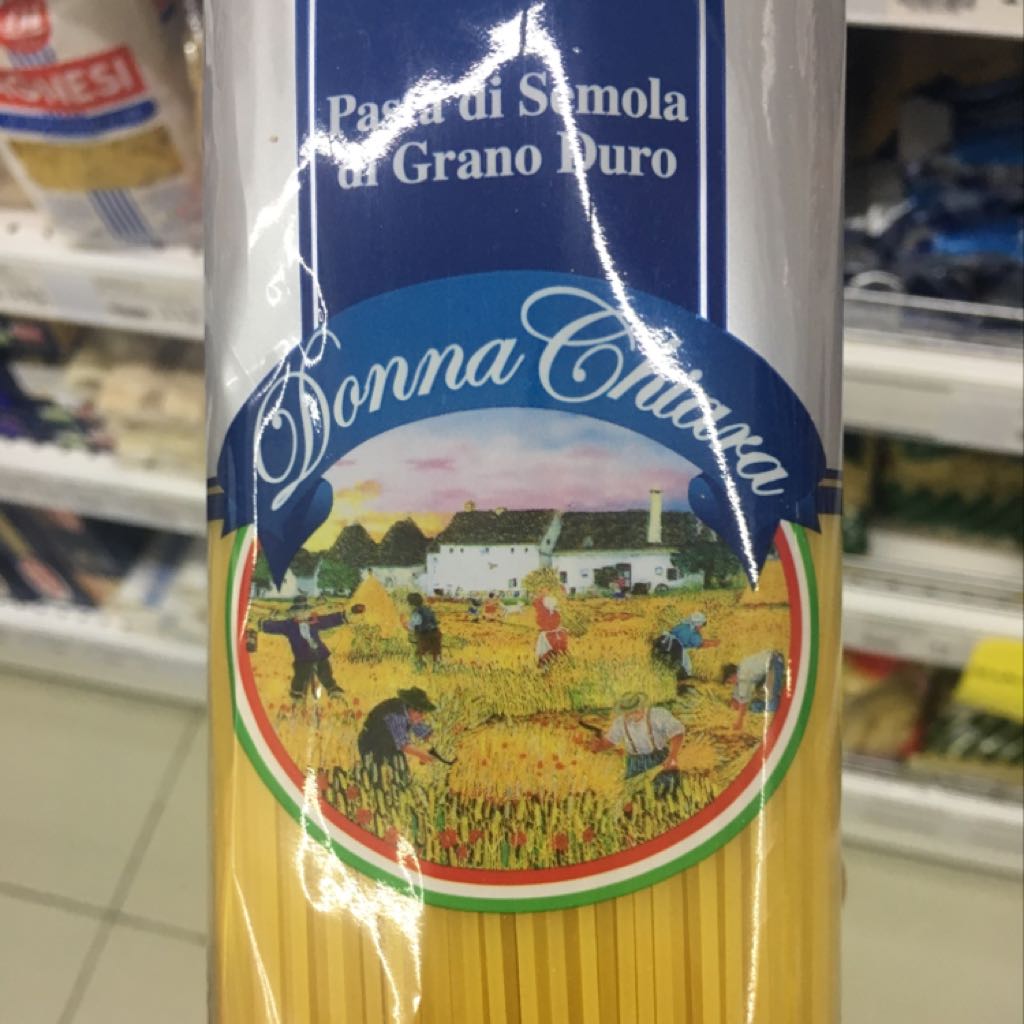 Pasta di Semola
di Grano Duro
Donna Chiara